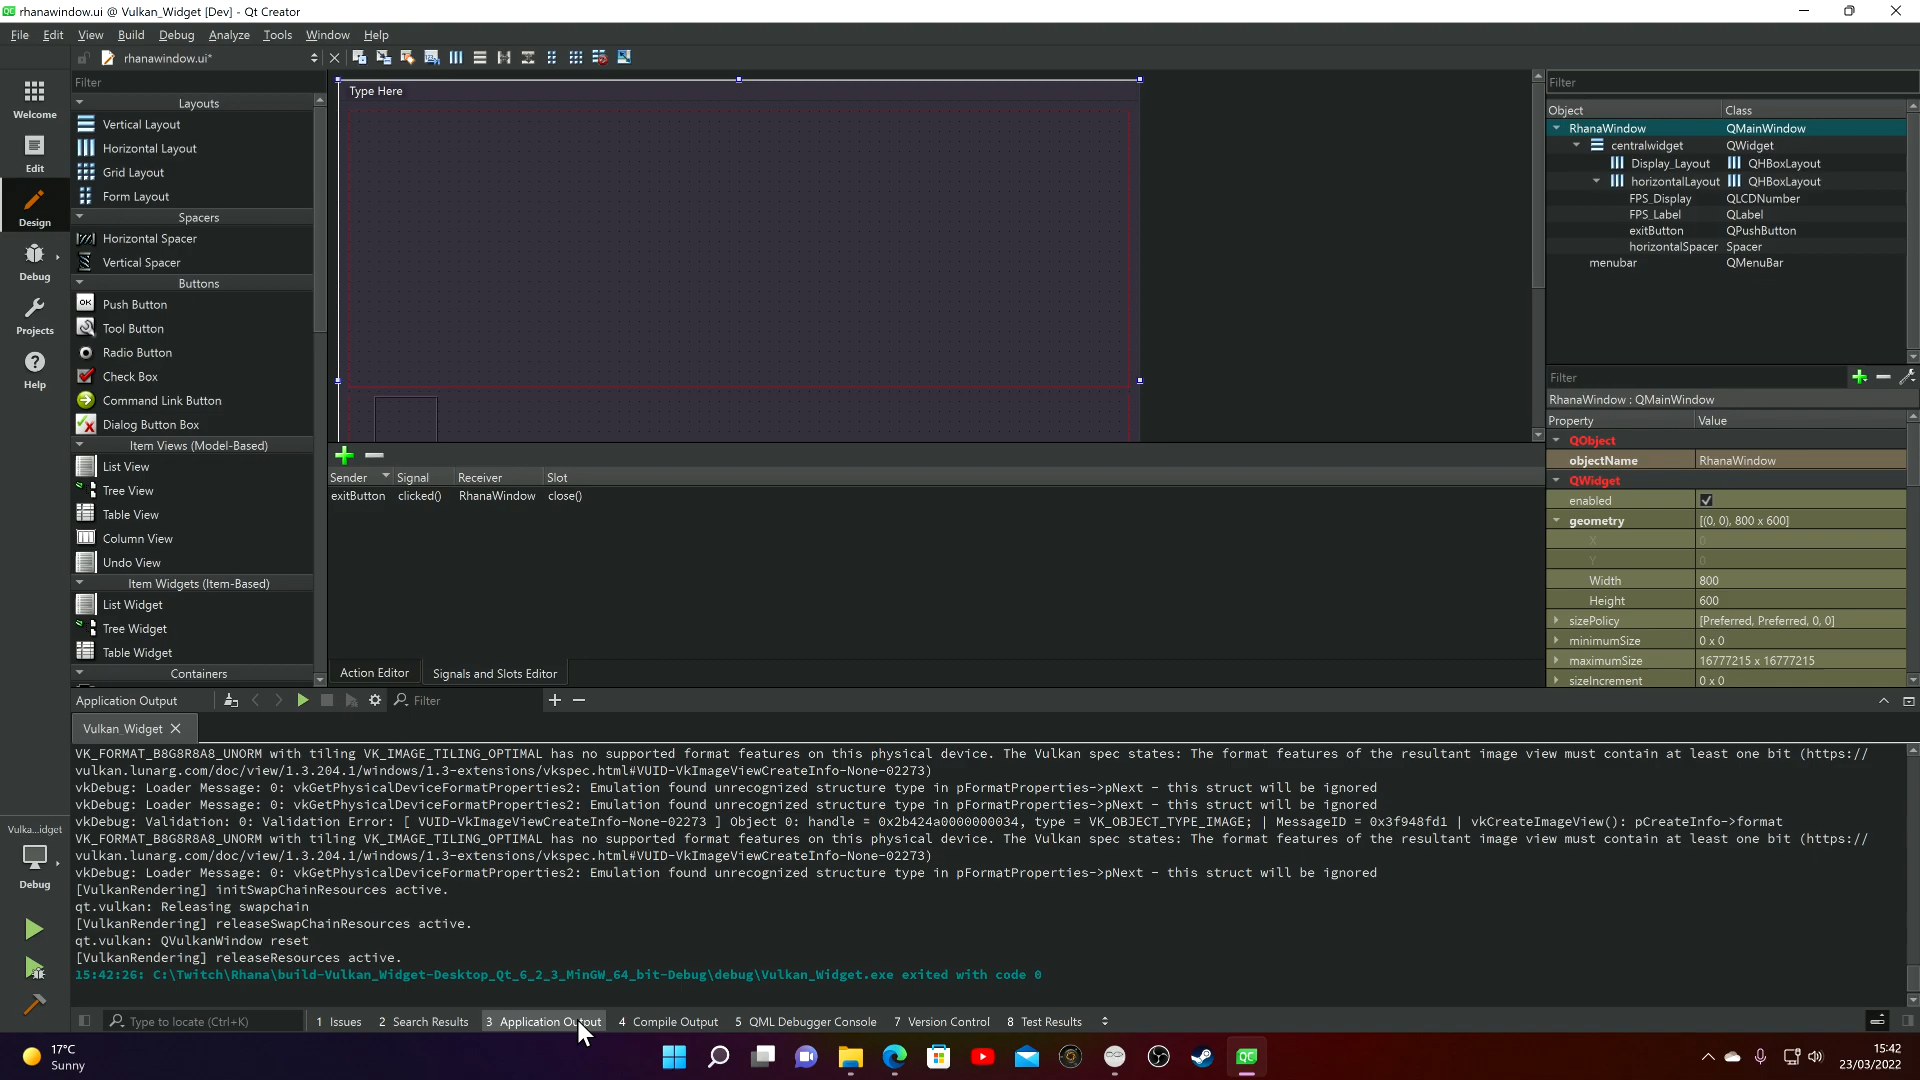 rhanawindow.ui @ Vulkan_Widget [Dev] - Qt Creator
File Edit View Build Debug Analyze Tools Window Help
rhanawindow.ui*
Filter
Layouts
Vertical Layout
Horizontal Layout
Grid Layout
Form Layout
Spacers
Horizontal Spacer
Vertical Spacer
Buttons
OK Push Button
Tool Button
Radio Button
Check Box
Command Link Button
Dialog Button Box
Item Views (Model-Based)
List View
Tree View
Table View
Column View
Undo View
Item Widgets (Item-Based)
List Widget
Tree Widget
Table Widget
Containers
Welcome
Edit
Design
Debug
Projects
Help
Type Here
Sender Signal Receiver Slot
exitButton clicked() RhanaWindow close()
Action Editor Signals and Slots Editor
Filter
Object Class
RhanaWindow QMainWindow
centralwidget QWidget
Display_Layout QHBoxLayout
horizontalLayout QHBoxLayout
FPS_Display QLCDNumber
FPS_Label QLabel
exitButton QPushButton
horizontalSpacer Spacer
menubar QMenuBar
Filter
RhanaWindow : QMainWindow
Property Value
QObject
objectName RhanaWindow
QWidget
enabled
geometry [(0, 0), 800 x 600]
X 0
Y 0
Width 800
Height 600
sizePolicy [Preferred, Preferred, 0, 0]
minimumSize 0 x 0
maximumSize 16777215 x 16777215
sizeIncrement 0 x 0
Application Output Filter
Vulkan_Widget
VK_FORMAT_B8G8R8A8_UNORM with tiling VK_IMAGE_TILING_OPTIMAL has no supported format features on this physical device. The Vulkan spec states: The format features of the resultant image view must contain at least one bit (https://
vulkan.lunarg.com/doc/view/1.3.204.1/windows/1.3-extensions/vkspec.html#VUID-VkImageViewCreateInfo-None-02273)
vkDebug: Loader Message: 0: vkGetPhysicalDeviceFormatProperties2: Emulation found unrecognized structure type in pFormatProperties->pNext - this struct will be ignored
vkDebug: Loader Message: 0: vkGetPhysicalDeviceFormatProperties2: Emulation found unrecognized structure type in pFormatProperties->pNext - this struct will be ignored
vkDebug: Validation: 0: Validation Error: [ VUID-VkImageViewCreateInfo-None-02273 ] Object 0: handle = 0x2b424a0000000034, type = VK_OBJECT_TYPE_IMAGE; | MessageID = 0x3f948fd1 | vkCreateImageView(): pCreateInfo->format
VK_FORMAT_B8G8R8A8_UNORM with tiling VK_IMAGE_TILING_OPTIMAL has no supported format features on this physical device. The Vulkan spec states: The format features of the resultant image view must contain at least one bit (https://
vulkan.lunarg.com/doc/view/1.3.204.1/windows/1.3-extensions/vkspec.html#VUID-VkImageViewCreateInfo-None-02273)
vkDebug: Loader Message: 0: vkGetPhysicalDeviceFormatProperties2: Emulation found unrecognized structure type in pFormatProperties->pNext - this struct will be ignored
[VulkanRendering] initSwapChainResources active.
qt.vulkan: Releasing swapchain
[VulkanRendering] releaseSwapChainResources active.
qt.vulkan: QVulkanWindow reset
[VulkanRendering] releaseResources active.
15:42:26: C:\Twitch\Rhana\build-Vulkan_Widget-Desktop_Qt_6_2_3_MinGW_64_bit-Debug\debug\Vulkan_Widget.exe exited with code 0
Vulka...idget
Debug
Type to locate (Ctrl+K) 1 Issues 2 Search Results 3 Application Output 4 Compile Output 5 QML Debugger Console 7 Version Control 8 Test Results
17°C
Sunny
QC
15:42
23/03/2022